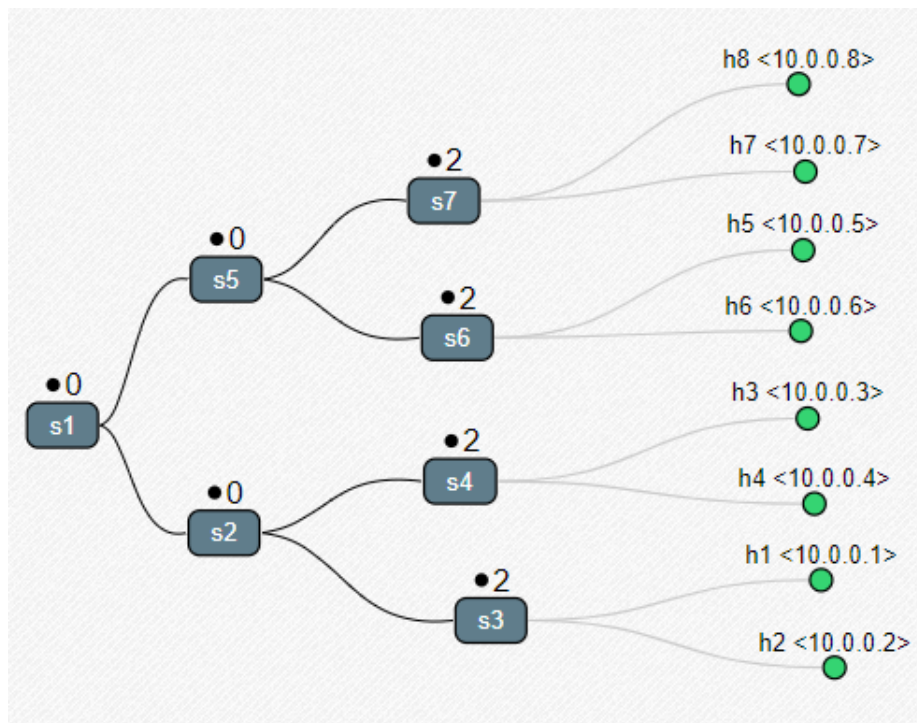 h8 <10.0.0.8>
h7 <10.0.0.7>
●2
s7
h5 <10.0.0.5>
●0
s5
●2
s6
h6 <10.0.0.6>
●0
s1
h3 <10.0.0.3>
●2
s4
h4 <10.0.0.4>
●0
s2
h1 <10.0.0.1>
●2
s3
h2 <10.0.0.2>